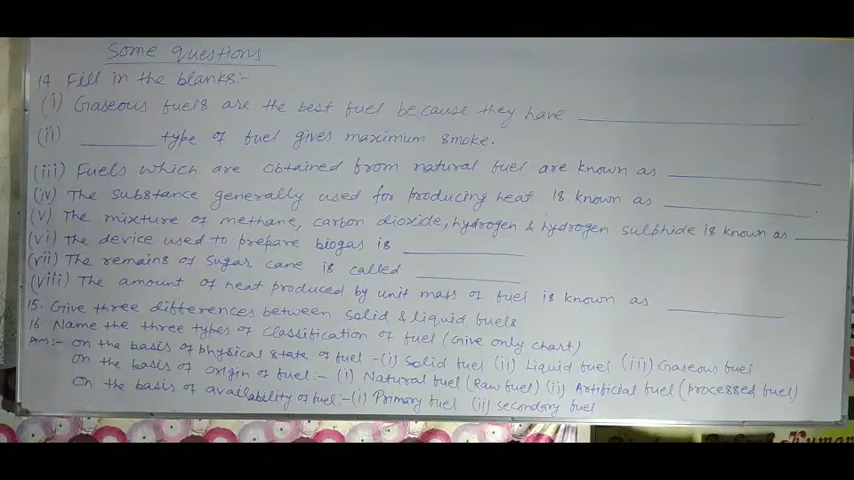 Some questions
14. Fill in the blanks:-
(i) Gaseous fuels are the best fuel because they have ____________
(ii) ______ type of fuel gives maximum smoke.
(iii) Fuels which are obtained from natural fuel are known as ____________
(iv) The substance generally used for producing heat is known as ____________
(v) The mixture of methane, carbon dioxide, hydrogen & hydrogen sulphide is known as ____
(vi) The device used to prepare biogas is ____________
(vii) The remains of sugar cane is called ____________
(viii) The amount of heat produced by unit mass of fuel is known as ____________
15. Give three differences between solid & liquid fuels
16 Name the three types of classification of fuel (Give only chart)
Ans:- On the basis of physical state of fuel -(i) Solid fuel (ii) Liquid fuel (iii) Gaseous fuel
On the basis of origin of fuel:- (i) Natural fuel (Raw fuel) (ii) Artificial fuel (processed fuel)
On the basis of availability of fuel:-(i) Primary fuel (ii) secondary fuel